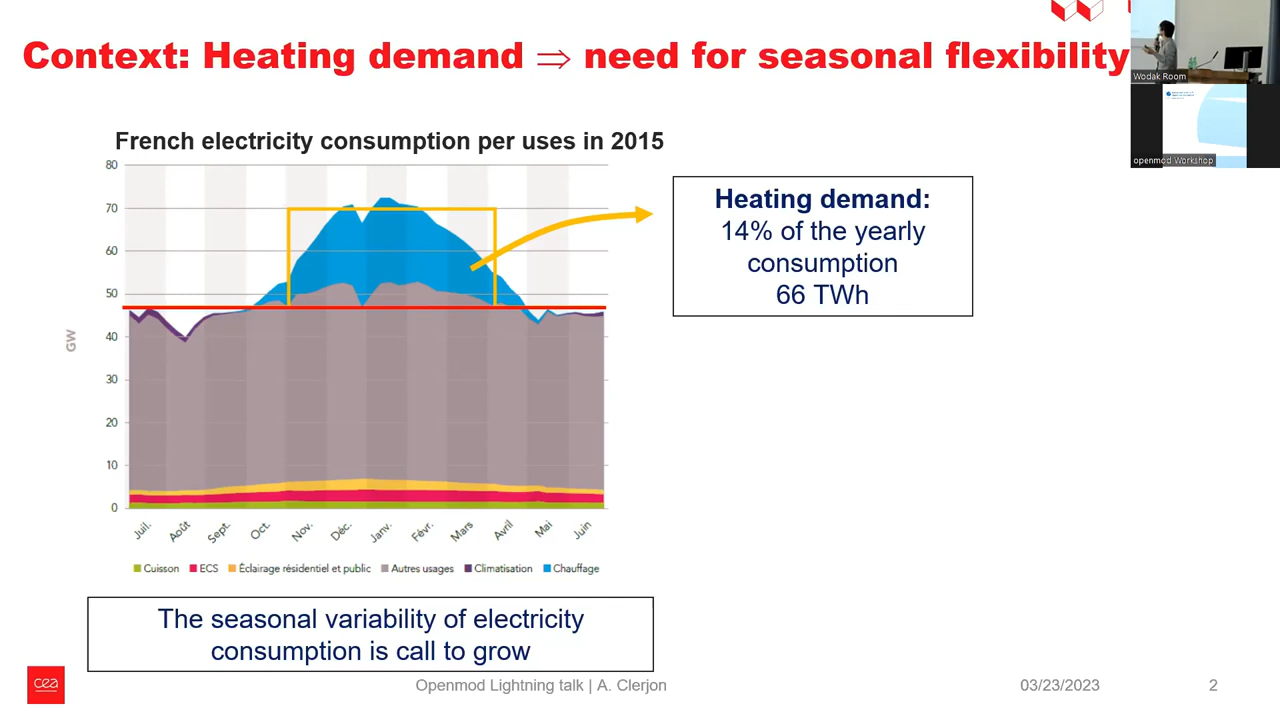 Context: Heating demand ⇒ need for seasonal flexibility
Wodak Room
openmod Workshop
French electricity consumption per uses in 2015
80
70
60
50
40
30
20
10
0
GW
Juil.
Août
Sept.
Oct.
Nov.
Déc.
Janv.
Févr.
Mars
Avril
Mai
Juin
Cuisson ECS Éclairage résidentiel et public Autres usages Climatisation Chauffage
Heating demand:
14% of the yearly
consumption
66 TWh
The seasonal variability of electricity
consumption is call to grow
cea
Openmod Lightning talk | A. Clerjon
03/23/2023
2